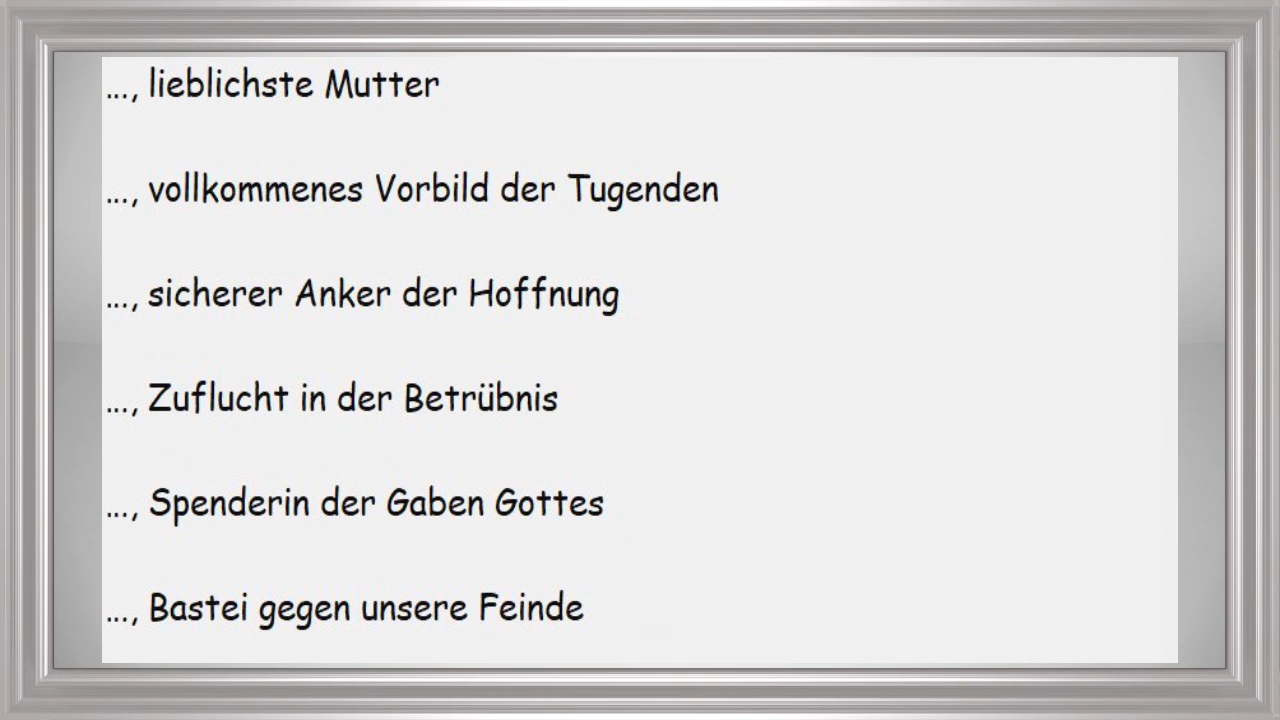 ..., lieblichste Mutter
..., vollkommenes Vorbild der Tugenden
..., sicherer Anker der Hoffnung
..., Zuflucht in der Betrübnis
..., Spenderin der Gaben Gottes
..., Bastei gegen unsere Feinde